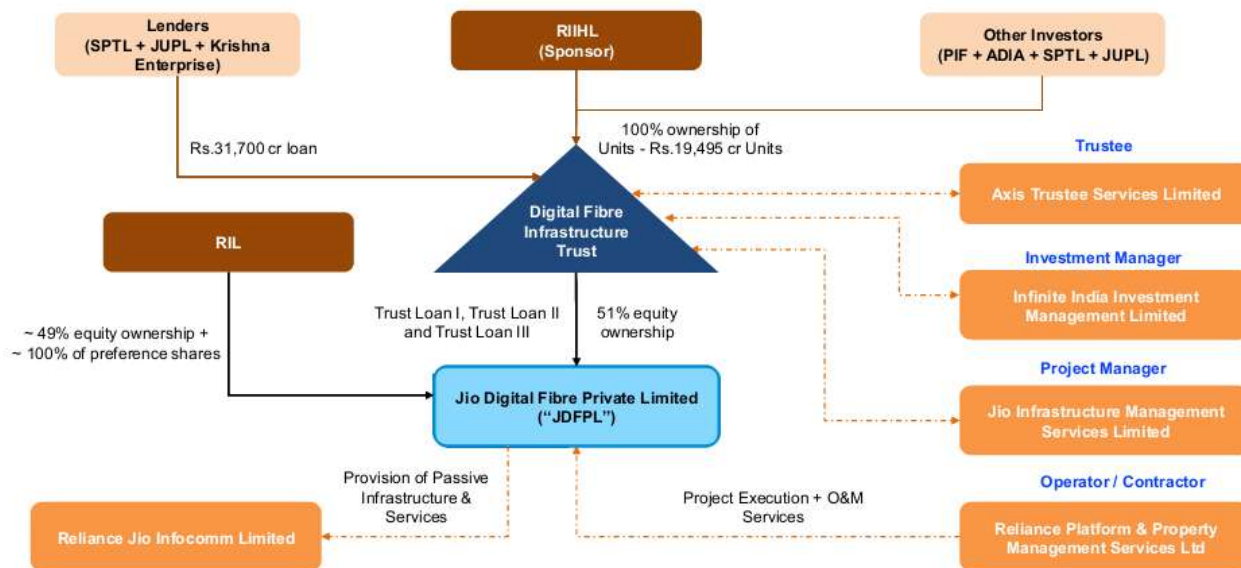 Lenders
(SPTL + JUPL + Krishna
Enterprise)
RIIHL
(Sponsor)
Other Investors
(PIF + ADIA + SPTL + JUPL)
Rs.31,700 cr loan
100% ownership of
Units - Rs.19,495 cr Units
Trustee
Axis Trustee Services Limited
Digital Fibre
Infrastructure
Trust
RIL
Investment Manager
Infinite India Investment
Management Limited
~ 49% equity ownership +
~ 100% of preference shares
Trust Loan I, Trust Loan II
and Trust Loan III
51% equity
ownership
Project Manager
Jio Infrastructure Management
Services Limited
Jio Digital Fibre Private Limited
(“JDFPL”)
Provision of Passive
Infrastructure &
Services
Project Execution + O&M
Services
Operator / Contractor
Reliance Platform & Property
Management Services Ltd
Reliance Jio Infocomm Limited